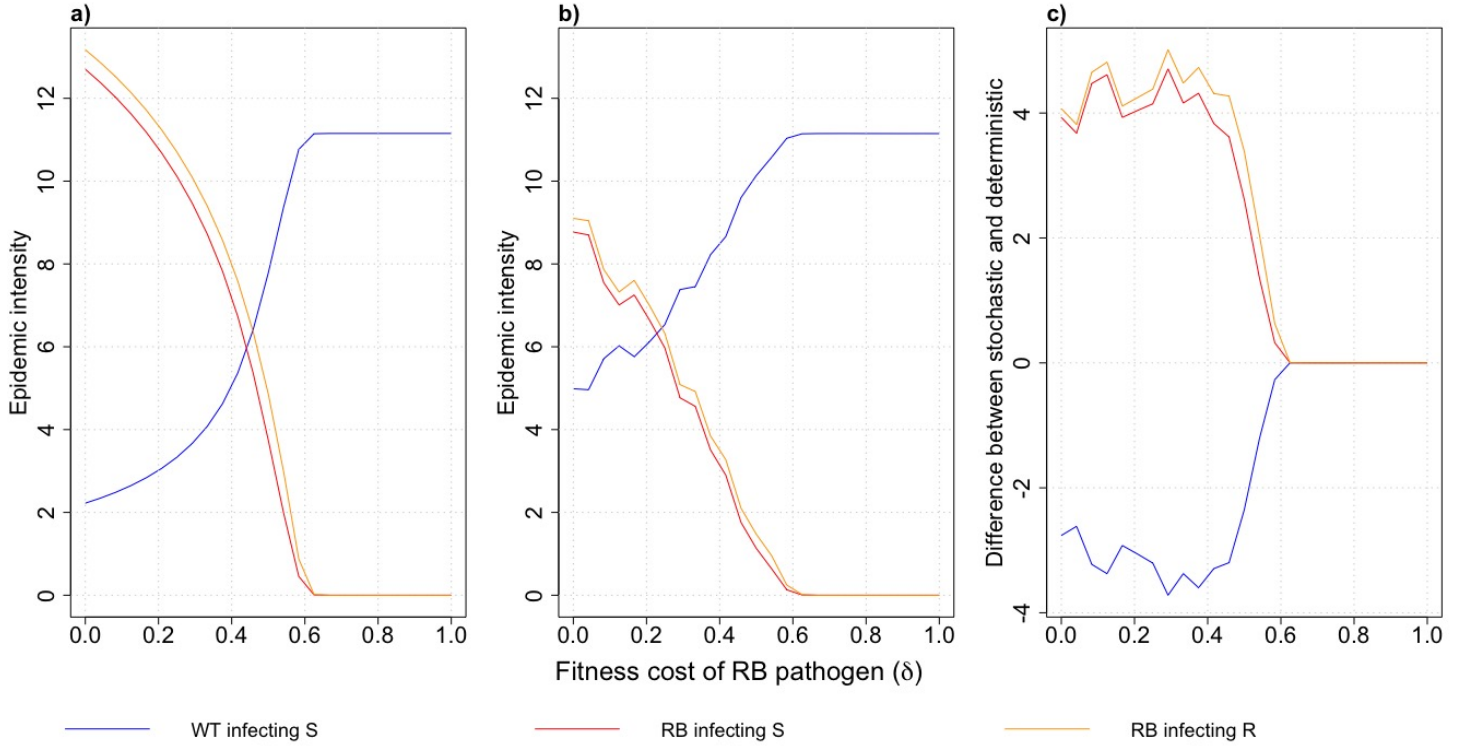 a)
b)
c)
Epidemic intensity
0
2
4
6
8
10
12
0.0 0.2 0.4 0.6 0.8 1.0
Epidemic intensity
0
2
4
6
8
10
12
0.0 0.2 0.4 0.6 0.8 1.0
Difference between stochastic and deterministic
-4
-2
0
2
4
0.0 0.2 0.4 0.6 0.8 1.0
Fitness cost of RB pathogen (δ)
WT infecting S
RB infecting S
RB infecting R